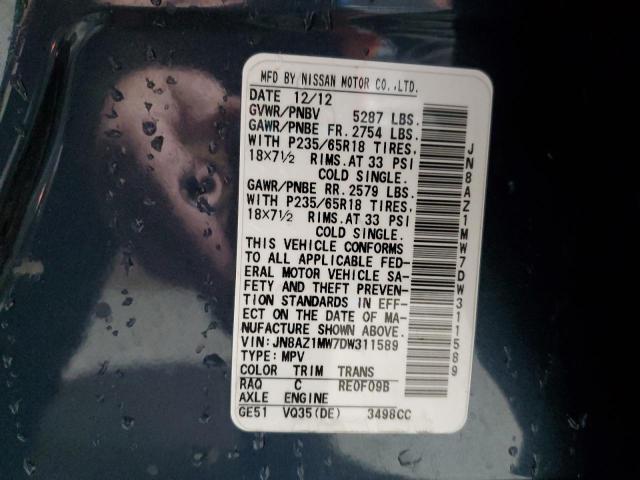 MFD BY NISSAN MOTOR CO.,LTD.
DATE 12/12
GVWR/PNBV 5287 LBS.
GAWR/PNBE FR. 2754 LBS.
WITH P235/65R18 TIRES,
18X7½ RIMS.AT 33 PSI
COLD SINGLE.
GAWR/PNBE RR. 2579 LBS.
WITH P235/65R18 TIRES,
18X7½ RIMS.AT 33 PSI
COLD SINGLE.
THIS VEHICLE CONFORMS
TO ALL APPLICABLE FED-
ERAL MOTOR VEHICLE SA-
FETY AND THEFT PREVEN-
TION STANDARDS IN EFF-
ECT ON THE DATE OF MA-
NUFACTURE SHOWN ABOVE.
VIN:JN8AZ1MW7DW311589
TYPE: MPV
COLOR TRIM TRANS
RAQ C RE0F09B
AXLE ENGINE
GE51 VQ35(DE) 3498CC
JN8AZ1MW7DW311589